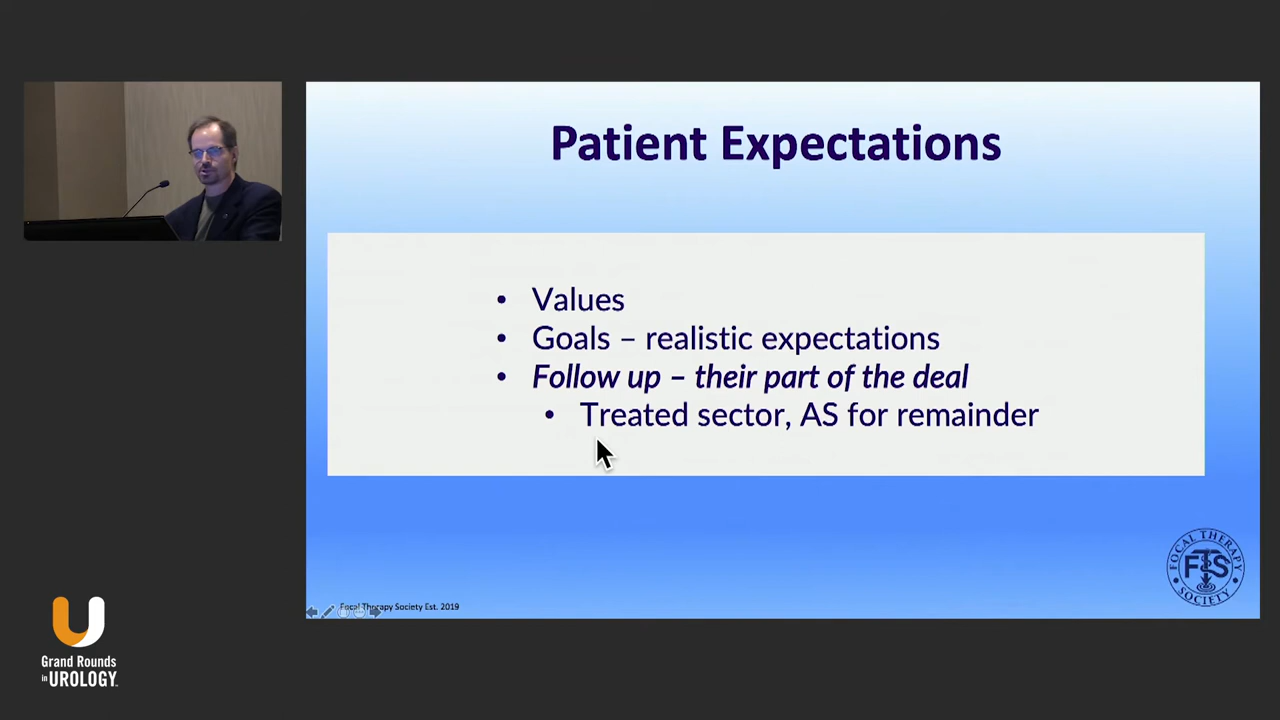 Patient Expectations
• Values
• Goals – realistic expectations
• Follow up – their part of the deal
• Treated sector, AS for remainder
FOCAL THERAPY
FTS
SOCIETY
Focal Therapy Society Est. 2019
Grand Rounds
in UROLOGY